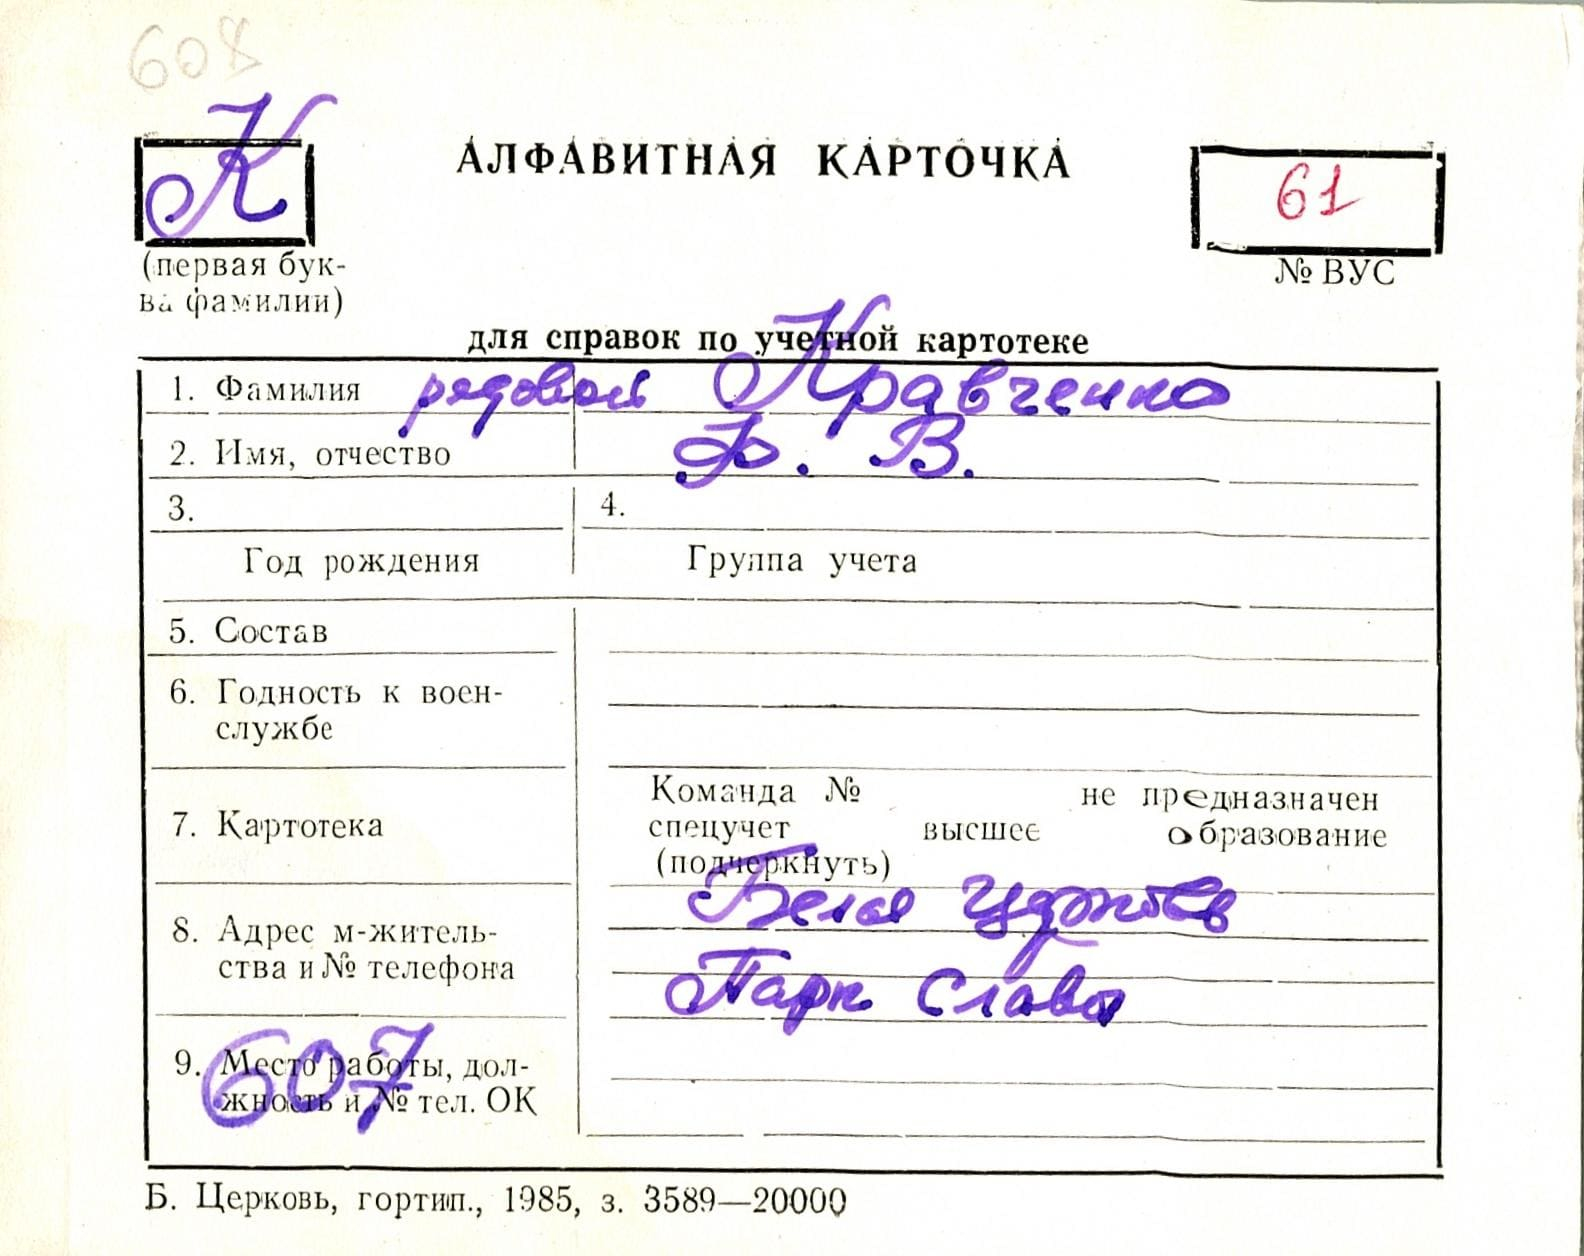 608
К
АЛФАВИТНАЯ КАРТОЧКА
61
(первая бук-
ва фамилии)
№ ВУС
для справок по учетной картотеке
1. Фамилия рядовой Кравченко
2. Имя, отчество Ф. В.
3.
4.
Год рождения
Группа учета
5. Состав
6. Годность к воен-
службе
7. Картотека
Команда № не предназначен
спецучет высшее образование
(подчеркнуть)
8. Адрес м-житель-
ства и № телефона
Белая Церковь
Парк Славы
9. Место работы, дол-
жность и № тел. ОК
607
Б. Церковь, гортип., 1985, з. 3589—20000